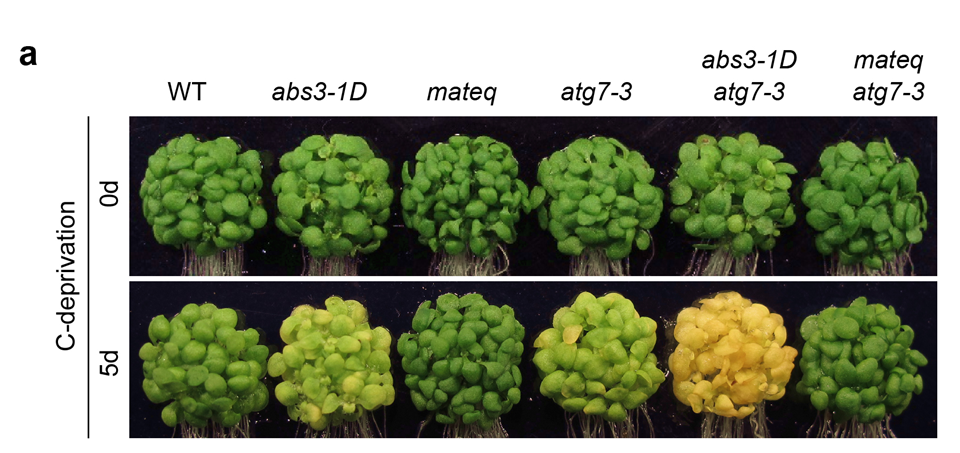 a
WT
abs3-1D
mateq
atg7-3
abs3-1D
atg7-3
mateq
atg7-3
C-deprivation
0d
5d